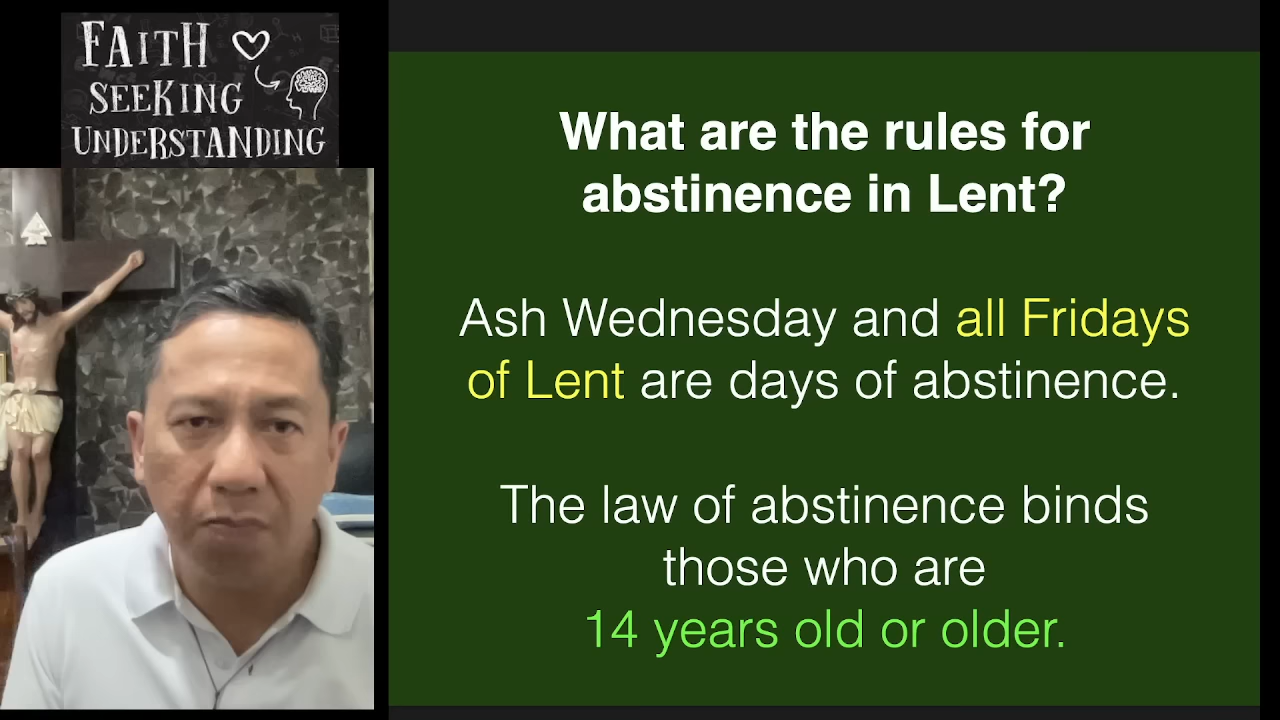 FAITH
SEEKING
UNDERSTANDING
What are the rules for
abstinence in Lent?
Ash Wednesday and all Fridays
of Lent are days of abstinence.
The law of abstinence binds
those who are
14 years old or older.